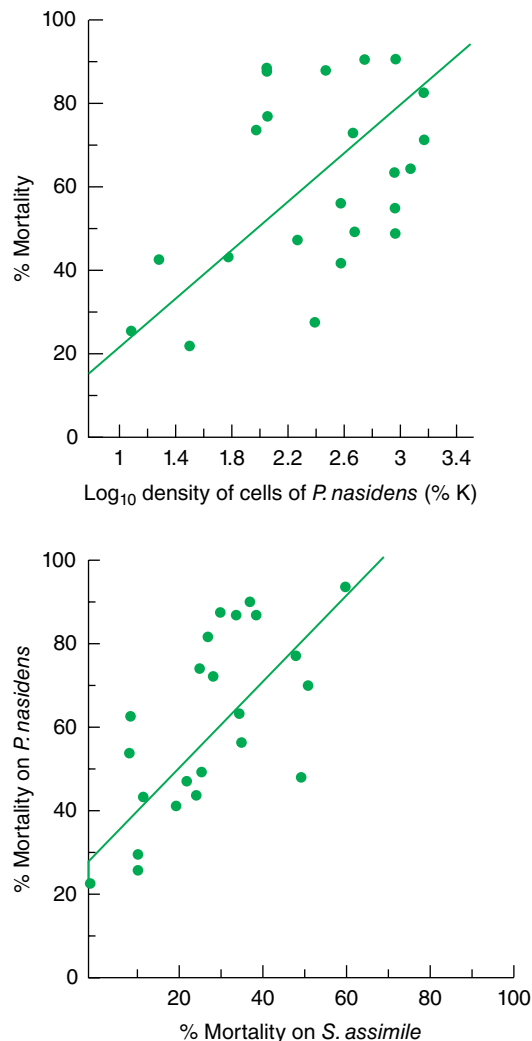 100
80
60
40
20
0
% Mortality
1 1.4 1.8 2.2 2.6 3 3.4
Log₁₀ density of cells of P. nasidens (% K)
100
80
60
40
20
0
% Mortality on P. nasidens
20 40 60 80 100
% Mortality on S. assimile